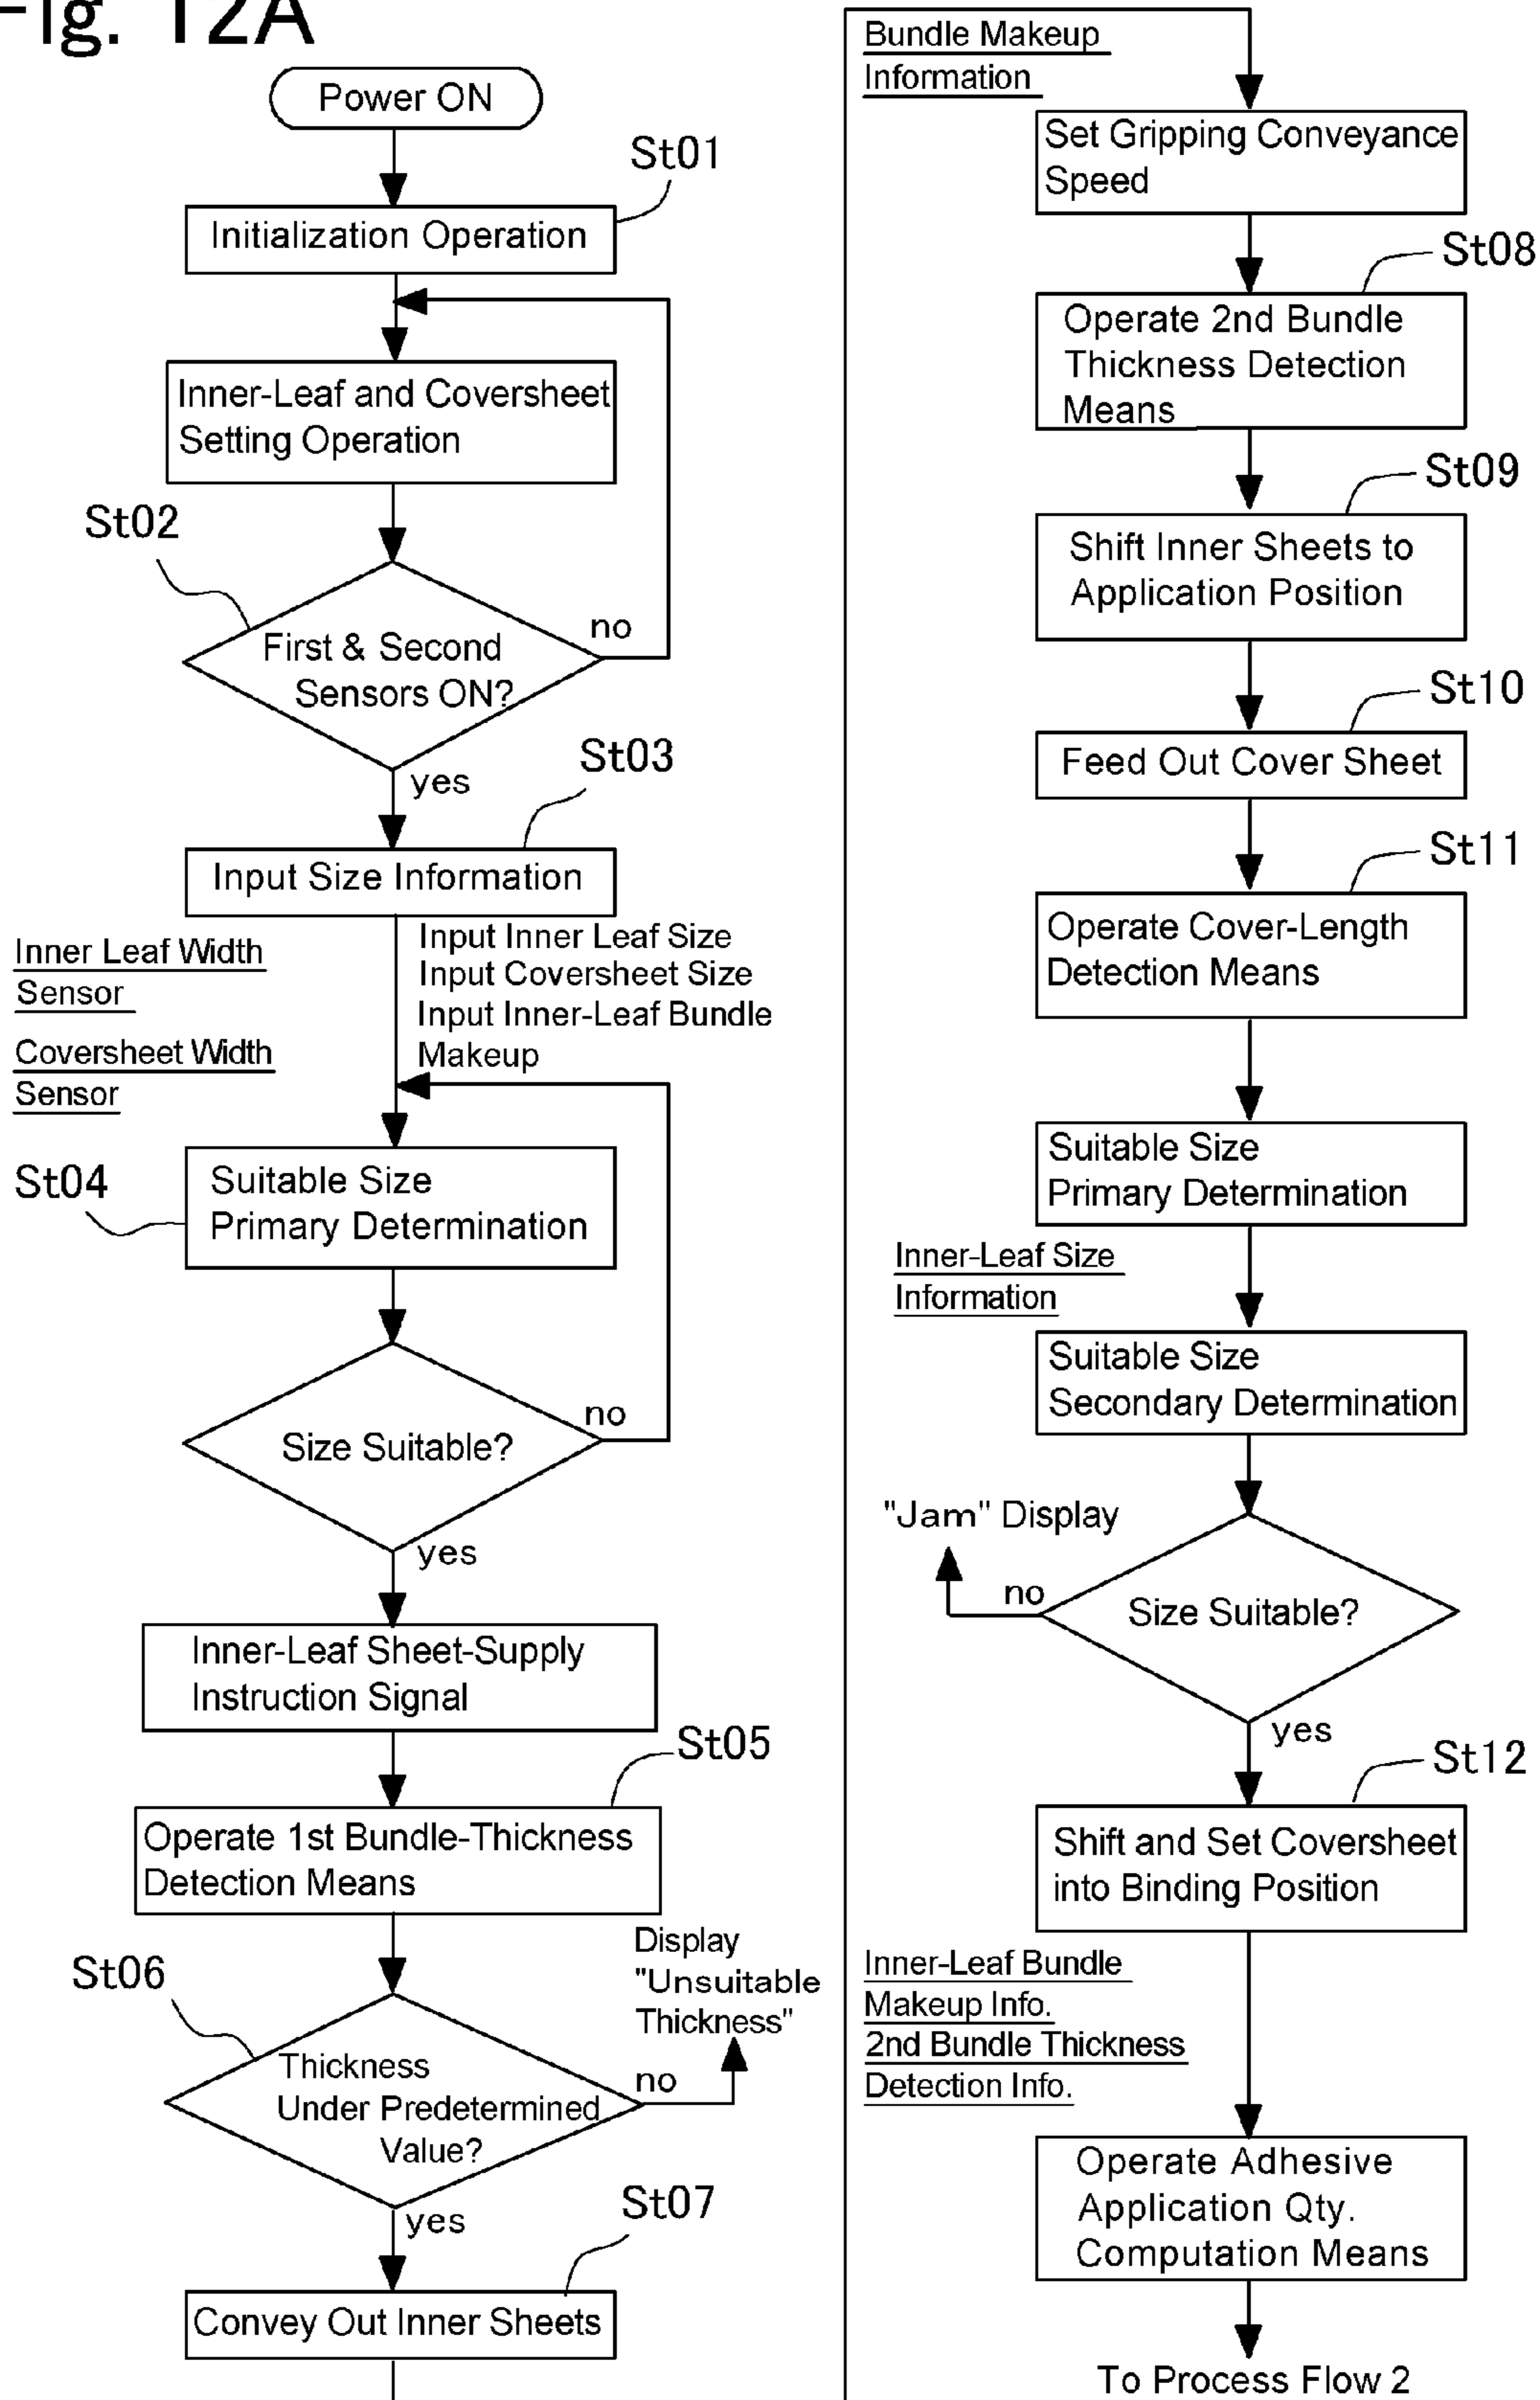 Fig. 12A
Power ON
St01
Initialization Operation
Inner-Leaf and Coversheet
Setting Operation
St02
First & Second
Sensors ON?
no
yes
St03
Input Size Information
Inner Leaf Width
Sensor
Coversheet Width
Sensor
Input Inner Leaf Size
Input Coversheet Size
Input Inner-Leaf Bundle
Makeup
St04
Suitable Size
Primary Determination
Size Suitable?
no
yes
Inner-Leaf Sheet-Supply
Instruction Signal
St05
Operate 1st Bundle-Thickness
Detection Means
St06
Thickness
Under Predetermined
Value?
no
Display
"Unsuitable
Thickness"
yes
St07
Convey Out Inner Sheets
Bundle Makeup
Information
Set Gripping Conveyance
Speed
St08
Operate 2nd Bundle
Thickness Detection
Means
St09
Shift Inner Sheets to
Application Position
St10
Feed Out Cover Sheet
St11
Operate Cover-Length
Detection Means
Suitable Size
Primary Determination
Inner-Leaf Size
Information
Suitable Size
Secondary Determination
"Jam" Display
no
Size Suitable?
yes
St12
Shift and Set Coversheet
into Binding Position
Inner-Leaf Bundle
Makeup Info.
2nd Bundle Thickness
Detection Info.
Operate Adhesive
Application Qty.
Computation Means
To Process Flow 2